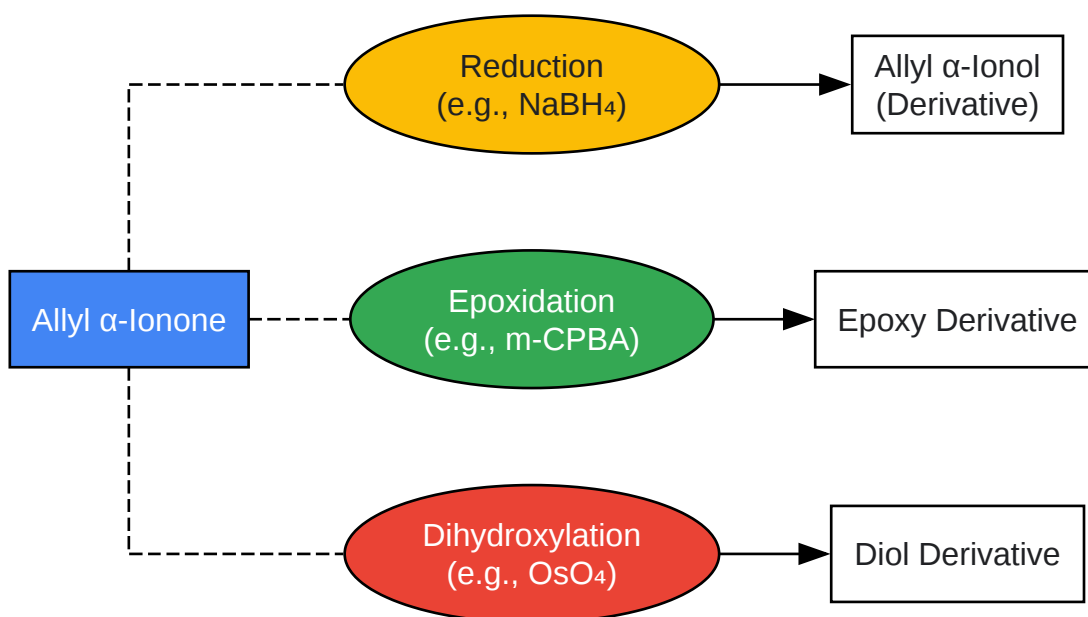 Reduction
(e.g., NaBH₄)
Allyl α-Ionol
(Derivative)
Allyl α-Ionone
Epoxidation
(e.g., m-CPBA)
Epoxy Derivative
Dihydroxylation
(e.g., OsO₄)
Diol Derivative